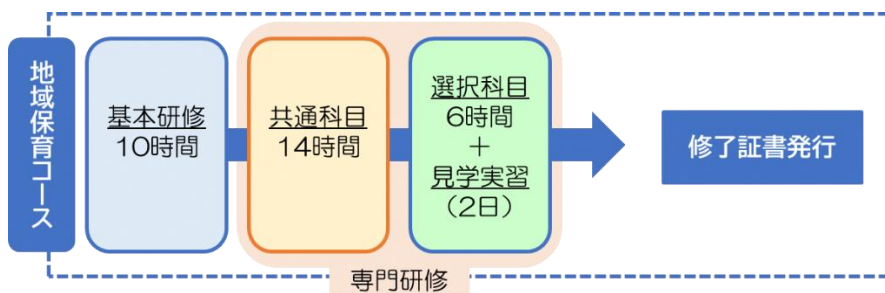 地域保育コース
基本研修
10時間
共通科目
14時間
選択科目
6時間
＋
見学実習
（2日）
修了証書発行
専門研修